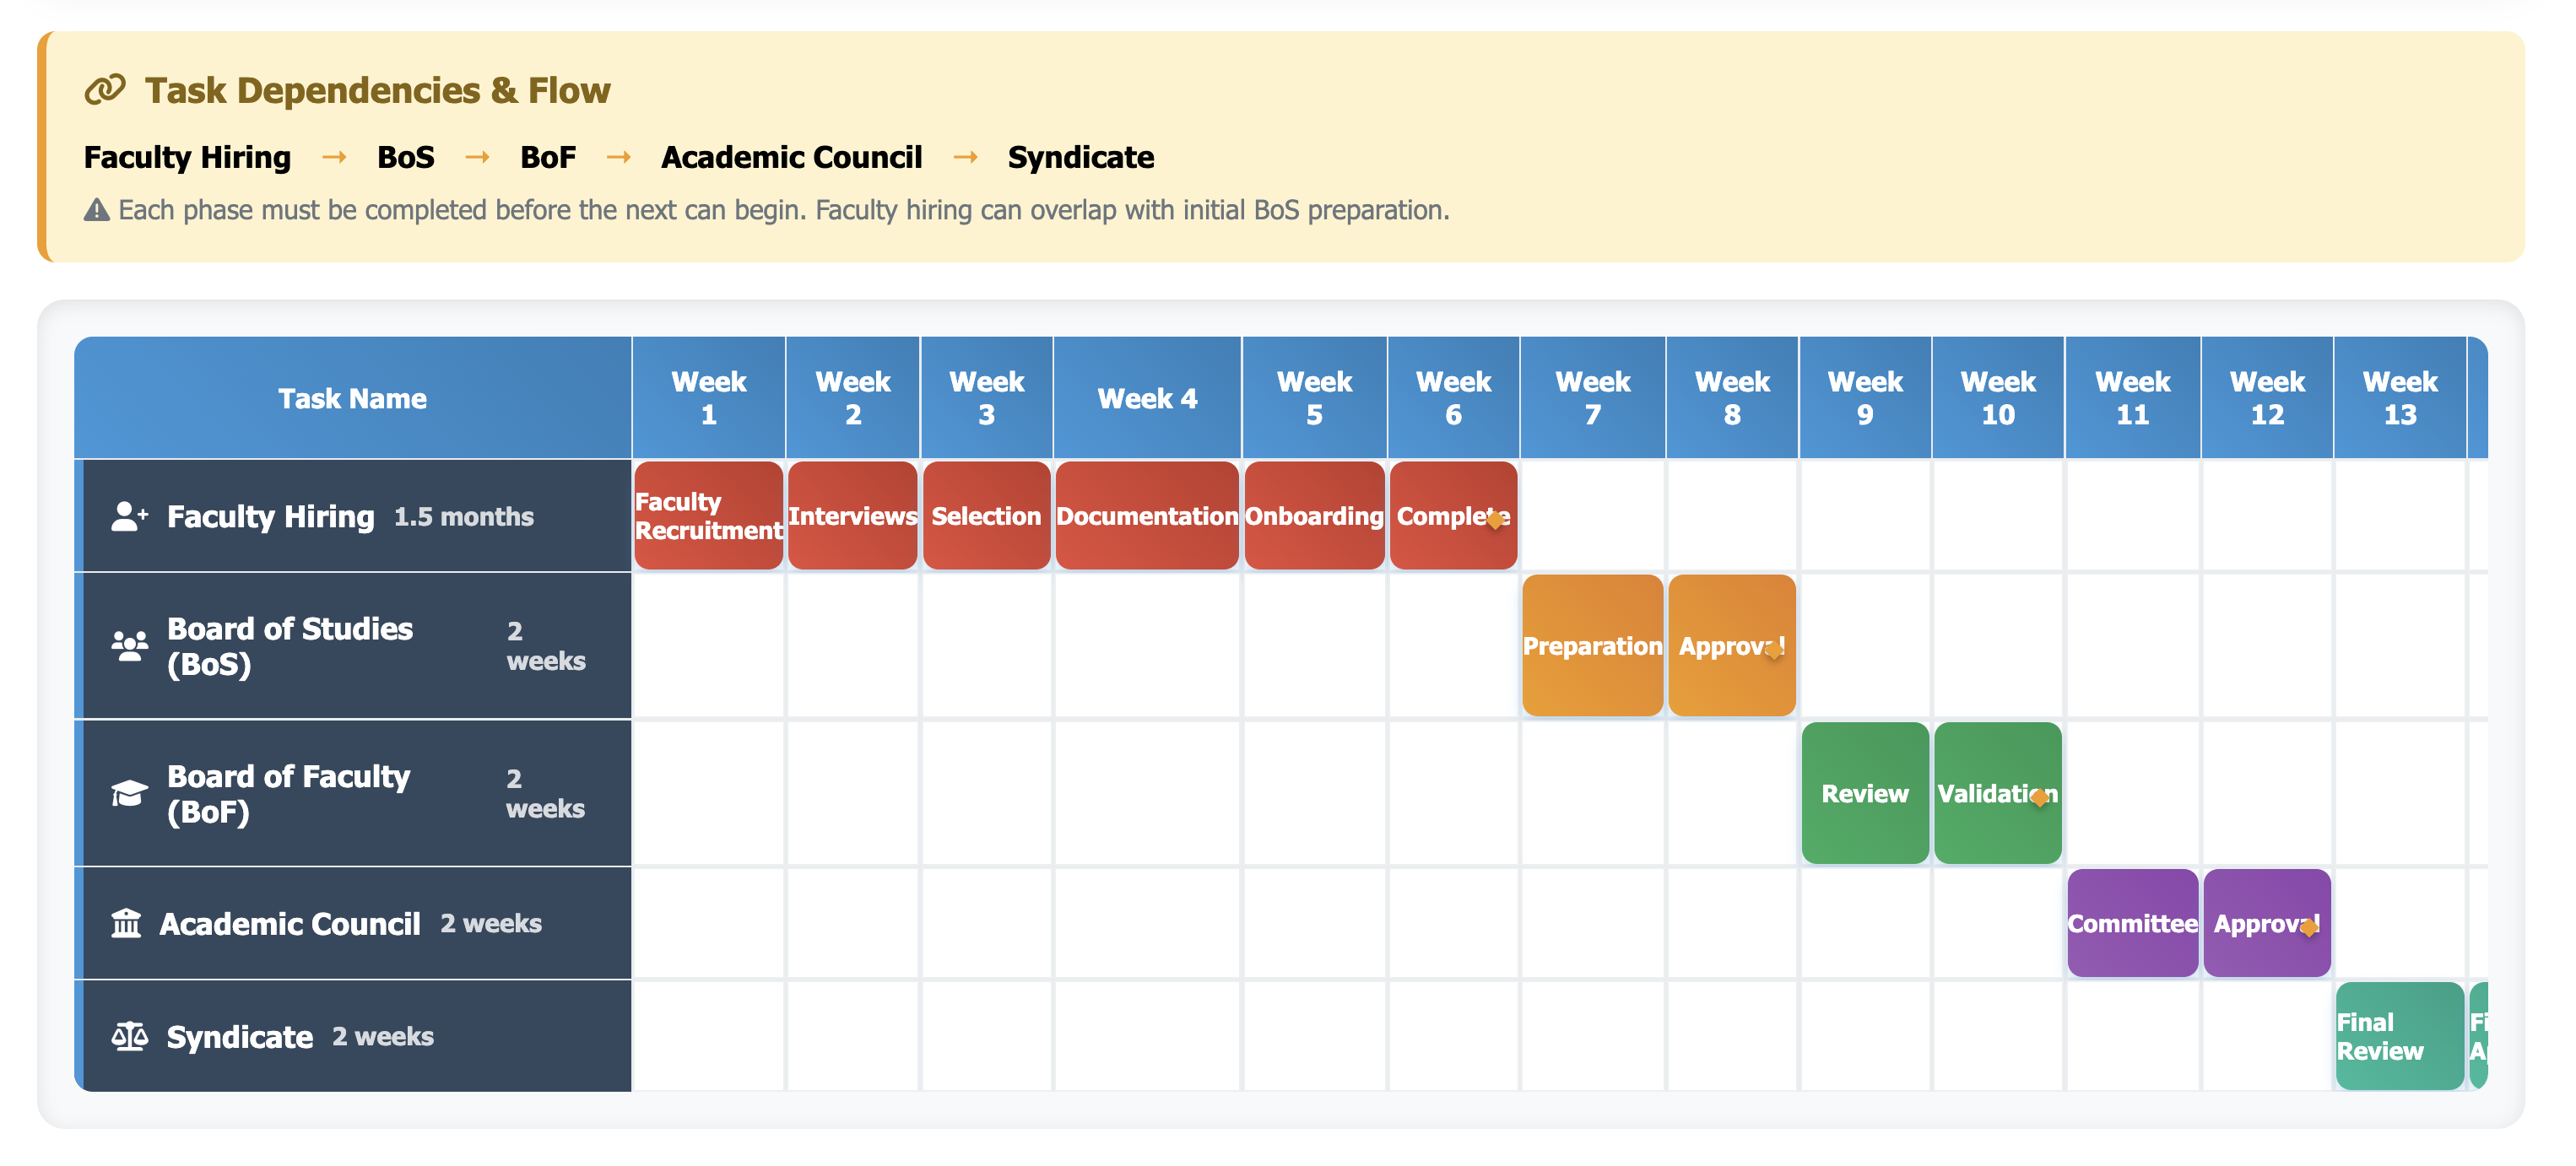 Task Dependencies & Flow
Faculty Hiring → BoS → BoF → Academic Council → Syndicate
Each phase must be completed before the next can begin. Faculty hiring can overlap with initial BoS preparation.
Task Name
Week
1
Week
2
Week
3
Week 4
Week
5
Week
6
Week
7
Week
8
Week
9
Week
10
Week
11
Week
12
Week
13
Faculty Hiring 1.5 months
Faculty
Recruitment
Interviews
Selection
Documentation
Onboarding
Complete
Board of Studies
(BoS)
2
weeks
Preparation
Approval
Board of Faculty
(BoF)
2
weeks
Review
Validation
Academic Council 2 weeks
Committee
Approval
Syndicate 2 weeks
Final
Review